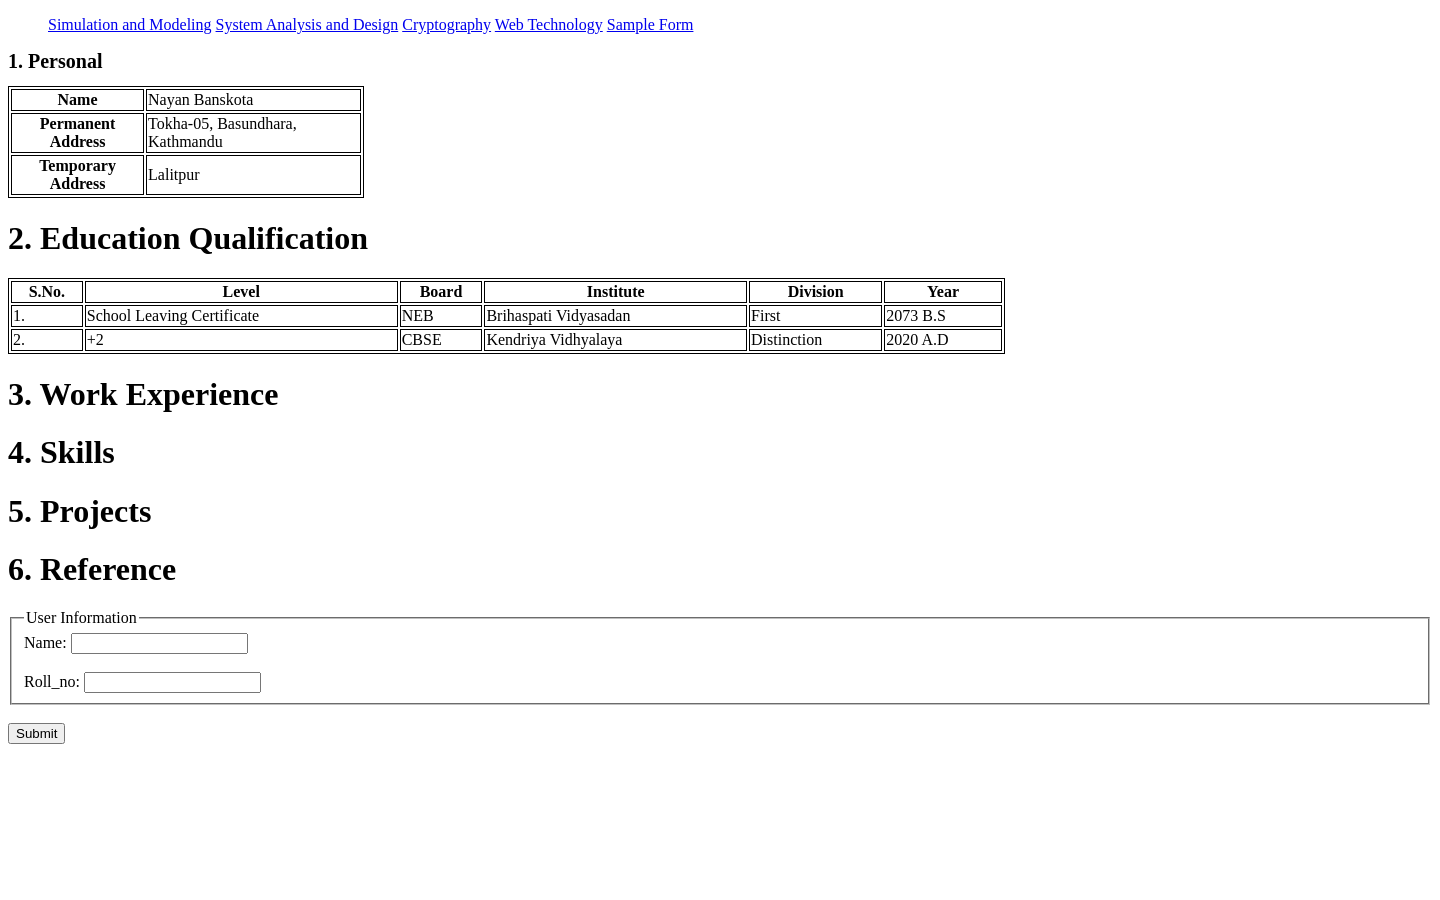 Simulation and Modeling System Analysis and Design Cryptography Web Technology Sample Form
1. Personal
Name Nayan Banskota
Permanent Address Tokha-05, Basundhara, Kathmandu
Temporary Address Lalitpur
2. Education Qualification
S.No. Level Board Institute Division Year
1. School Leaving Certificate NEB Brihaspati Vidyasadan First 2073 B.S
2. +2 CBSE Kendriya Vidhyalaya Distinction 2020 A.D
3. Work Experience
4. Skills
5. Projects
6. Reference
User Information
Name:
Roll_no:
Submit